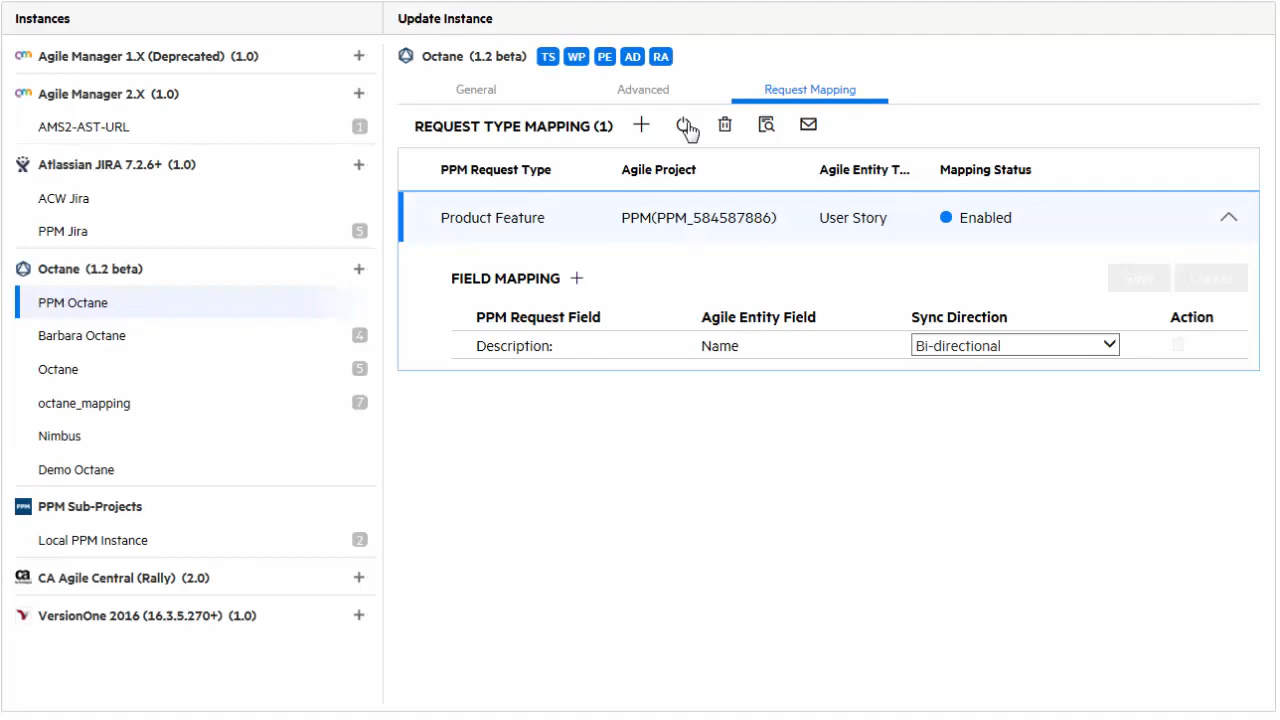 Instances
Agile Manager 1.X (Deprecated) (1.0)
Agile Manager 2.X (1.0)
AMS2-AST-URL 1
Atlassian JIRA 7.2.6+ (1.0)
ACW Jira
PPM Jira 5
Octane (1.2 beta)
PPM Octane
Barbara Octane 4
Octane 5
octane_mapping 7
Nimbus
Demo Octane
PPM PPM Sub-Projects
Local PPM Instance 2
ca CA Agile Central (Rally) (2.0)
VersionOne 2016 (16.3.5.270+) (1.0)
Update Instance
Octane (1.2 beta) TS WP PE AD RA
General Advanced Request Mapping
REQUEST TYPE MAPPING (1)
PPM Request Type Agile Project Agile Entity T... Mapping Status
Product Feature PPM(PPM_584587886) User Story Enabled
FIELD MAPPING Save
PPM Request Field Agile Entity Field Sync Direction Action
Description: Name Bi-directional